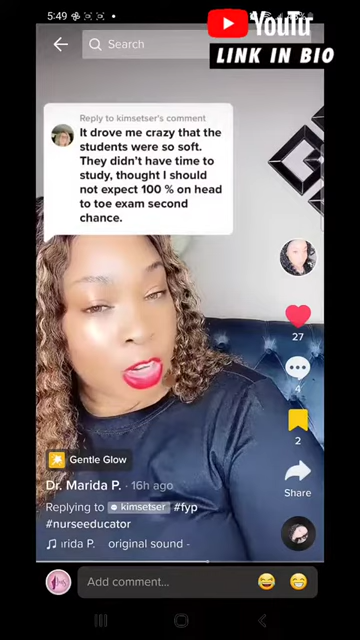 5:49
YouTu
LINK IN BIO
Search
Reply to kimsetser's comment
It drove me crazy that the
students were so soft.
They didn't have time to
study, thought I should
not expect 100 % on head
to toe exam second
chance.
27
4
2
Share
Gentle Glow
Dr. Marida P. · 16h ago
Replying to kimsetser #fyp
#nurseeducator
ırida P. original sound -
Add comment...